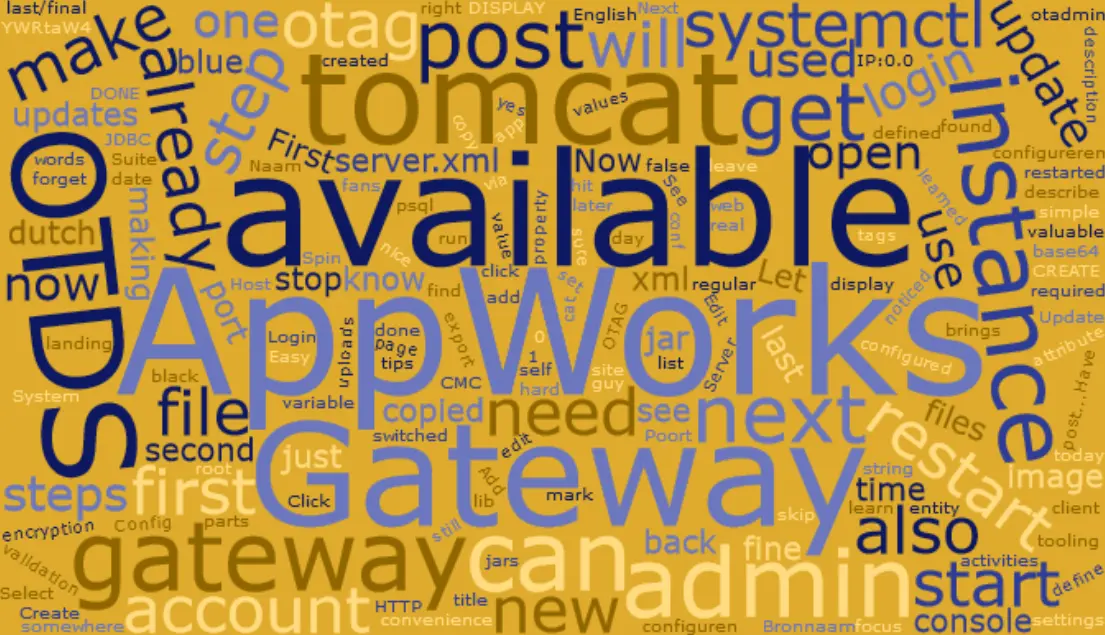 last/final
YWRtaW4
make
already
blue
one
otag
right
DISPLAY
English
Next
post
will
systemctl
created
used
IP:0.0
update
otadmin
description
DONE
updates
JDBC
step
tomcat
yes
values
copy
app
get
login
instance
defined
found
words
forget
Suite
date
First
Naam
server.xml
Now
false
leave
open
configureren
restarted
describe
simple
valuable
base64
CREATE
required
OTDS
making
fans
via
hit
later
See
conf
web
real
learned
use
tags
available
dutch
psql
run
value
property
sure
day
nice
now
Host
Spin
stop
know
click
set
cat
xml
regular
Let
display
noticed
port
find
add
Edit
Update
AppWorks
landing
Login
Easy
uploads
done
page
tips
export
0
1
self
hard
OTAG
jar
list
Server
last
brings
configured
attribute
black
System
variable
CMC
site
guy
file
second
copied
switched
need
see
Poort
next
restart
files
post...Have
edit
Gateway
root
just
steps
first
Click
Add
lib
mark
string
skip
time
learn
entity
today
image
client
encryption
Config
parts
still
back
also
tooling
validation
gateway
can
jars
fine
admin
activities
start
define
Select
Create
somewhere
account
HTTP
title
convenience
new
configuren
Bronnaam
focus
console
settings